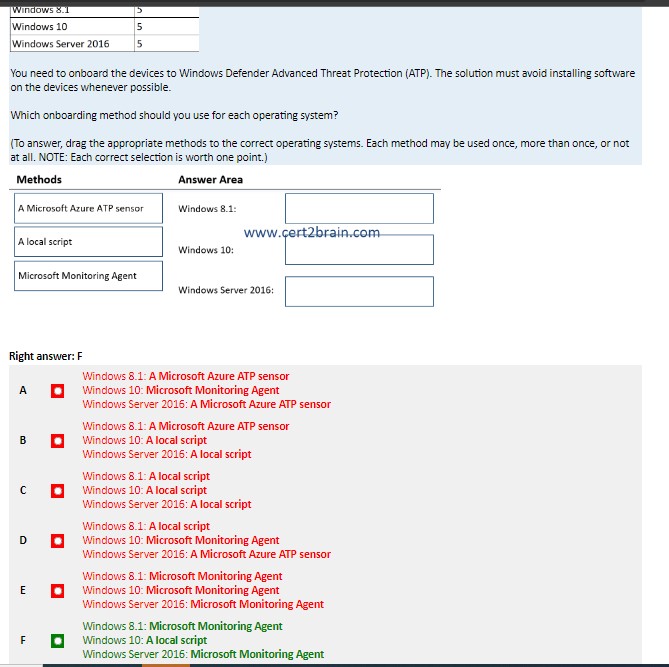 Windows 8.1 5
Windows 10 5
Windows Server 2016 5
You need to onboard the devices to Windows Defender Advanced Threat Protection (ATP). The solution must avoid installing software
on the devices whenever possible.
Which onboarding method should you use for each operating system?
(To answer, drag the appropriate methods to the correct operating systems. Each method may be used once, more than once, or not
at all. NOTE: Each correct selection is worth one point.)
Methods Answer Area
A Microsoft Azure ATP sensor Windows 8.1:
www.cert2brain.com
A local script
Windows 10:
Microsoft Monitoring Agent
Windows Server 2016:
Right answer: F
Windows 8.1: A Microsoft Azure ATP sensor
A Windows 10: Microsoft Monitoring Agent
Windows Server 2016: A Microsoft Azure ATP sensor
Windows 8.1: A Microsoft Azure ATP sensor
B Windows 10: A local script
Windows Server 2016: A local script
Windows 8.1: A local script
C Windows 10: A local script
Windows Server 2016: A local script
Windows 8.1: A local script
D Windows 10: Microsoft Monitoring Agent
Windows Server 2016: A Microsoft Azure ATP sensor
Windows 8.1: Microsoft Monitoring Agent
E Windows 10: Microsoft Monitoring Agent
Windows Server 2016: Microsoft Monitoring Agent
Windows 8.1: Microsoft Monitoring Agent
F Windows 10: A local script
Windows Server 2016: Microsoft Monitoring Agent